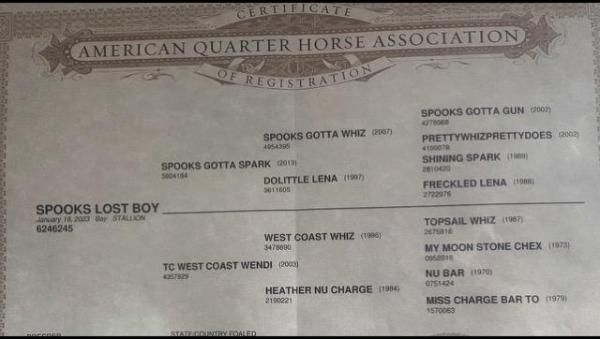 CERTIFICATE
AMERICAN QUARTER HORSE ASSOCIATION
OF REGISTRATION
SPOOKS GOTTA GUN (2002)
4278968
SPOOKS GOTTA WHIZ (2007)
4954395
PRETTYWHIZPRETTYDOES (2002)
4190078
SPOOKS GOTTA SPARK (2013)
5604184
SHINING SPARK (1989)
2810420
DOLITTLE LENA (1997)
3611605
FRECKLED LENA (1988)
2722976
SPOOKS LOST BOY
January 18, 2023 Bay STALLION
6246245
TOPSAIL WHIZ (1987)
2675816
WEST COAST WHIZ (1996)
3478690
MY MOON STONE CHEX (1973)
TC WEST COAST WENDI (2003)
4357829
NU BAR (1970)
0751424
HEATHER NU CHARGE (1984)
2190221
MISS CHARGE BAR TO (1979)
1570063
BREEDER
STATE/COUNTRY FOALED